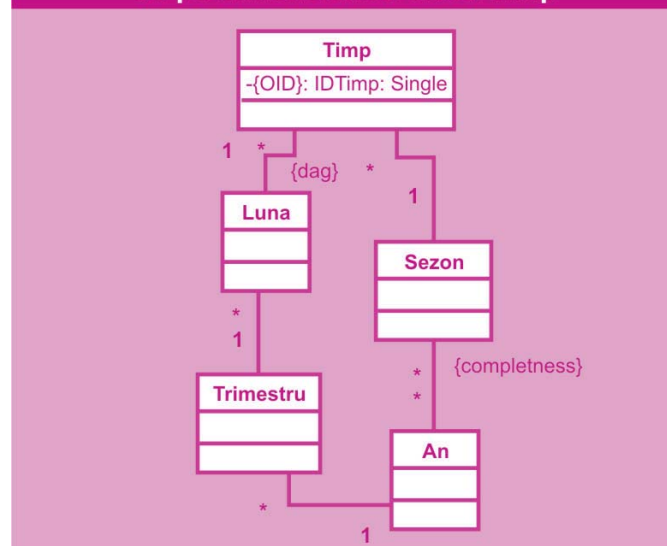 Timp
-{OID}: IDTimp: Single
1 *
{dag} *
1
Luna
Sezon
*
1
{completness}
*
*
Trimestru
An
*
1